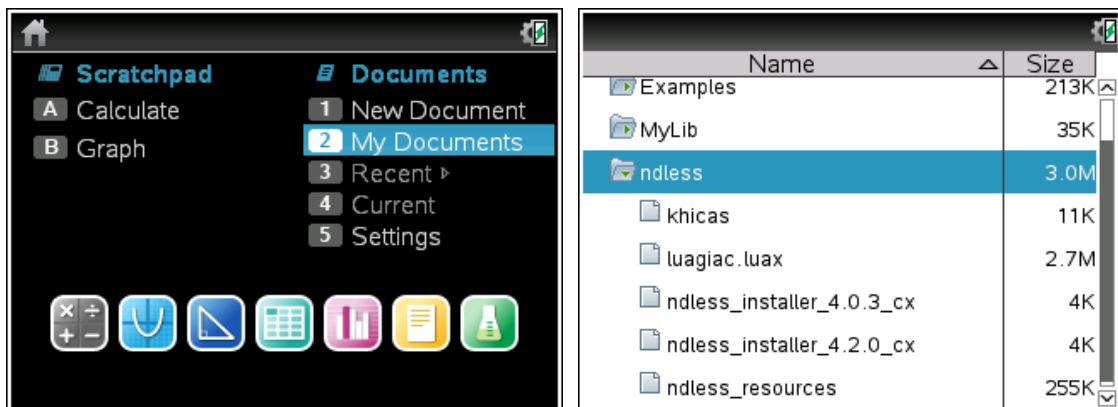 Scratchpad
A Calculate
B Graph
Documents
1 New Document
2 My Documents
3 Recent ▹
4 Current
5 Settings
Name Size
Examples 213K
MyLib 35K
ndless 3.0M
khicas 11K
luagiac.luax 2.7M
ndless_installer_4.0.3_cx 4K
ndless_installer_4.2.0_cx 4K
ndless_resources 255K